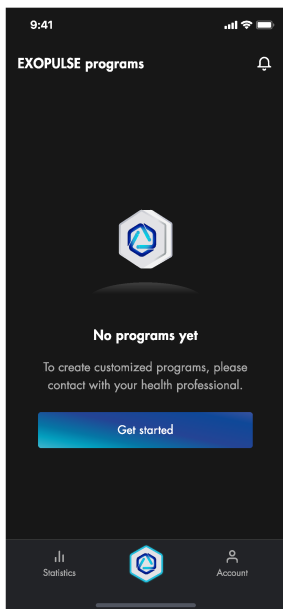 9:41
EXOPULSE programs
No programs yet
To create customized programs, please
contact with your health professional.
Get started
Statistics
Account